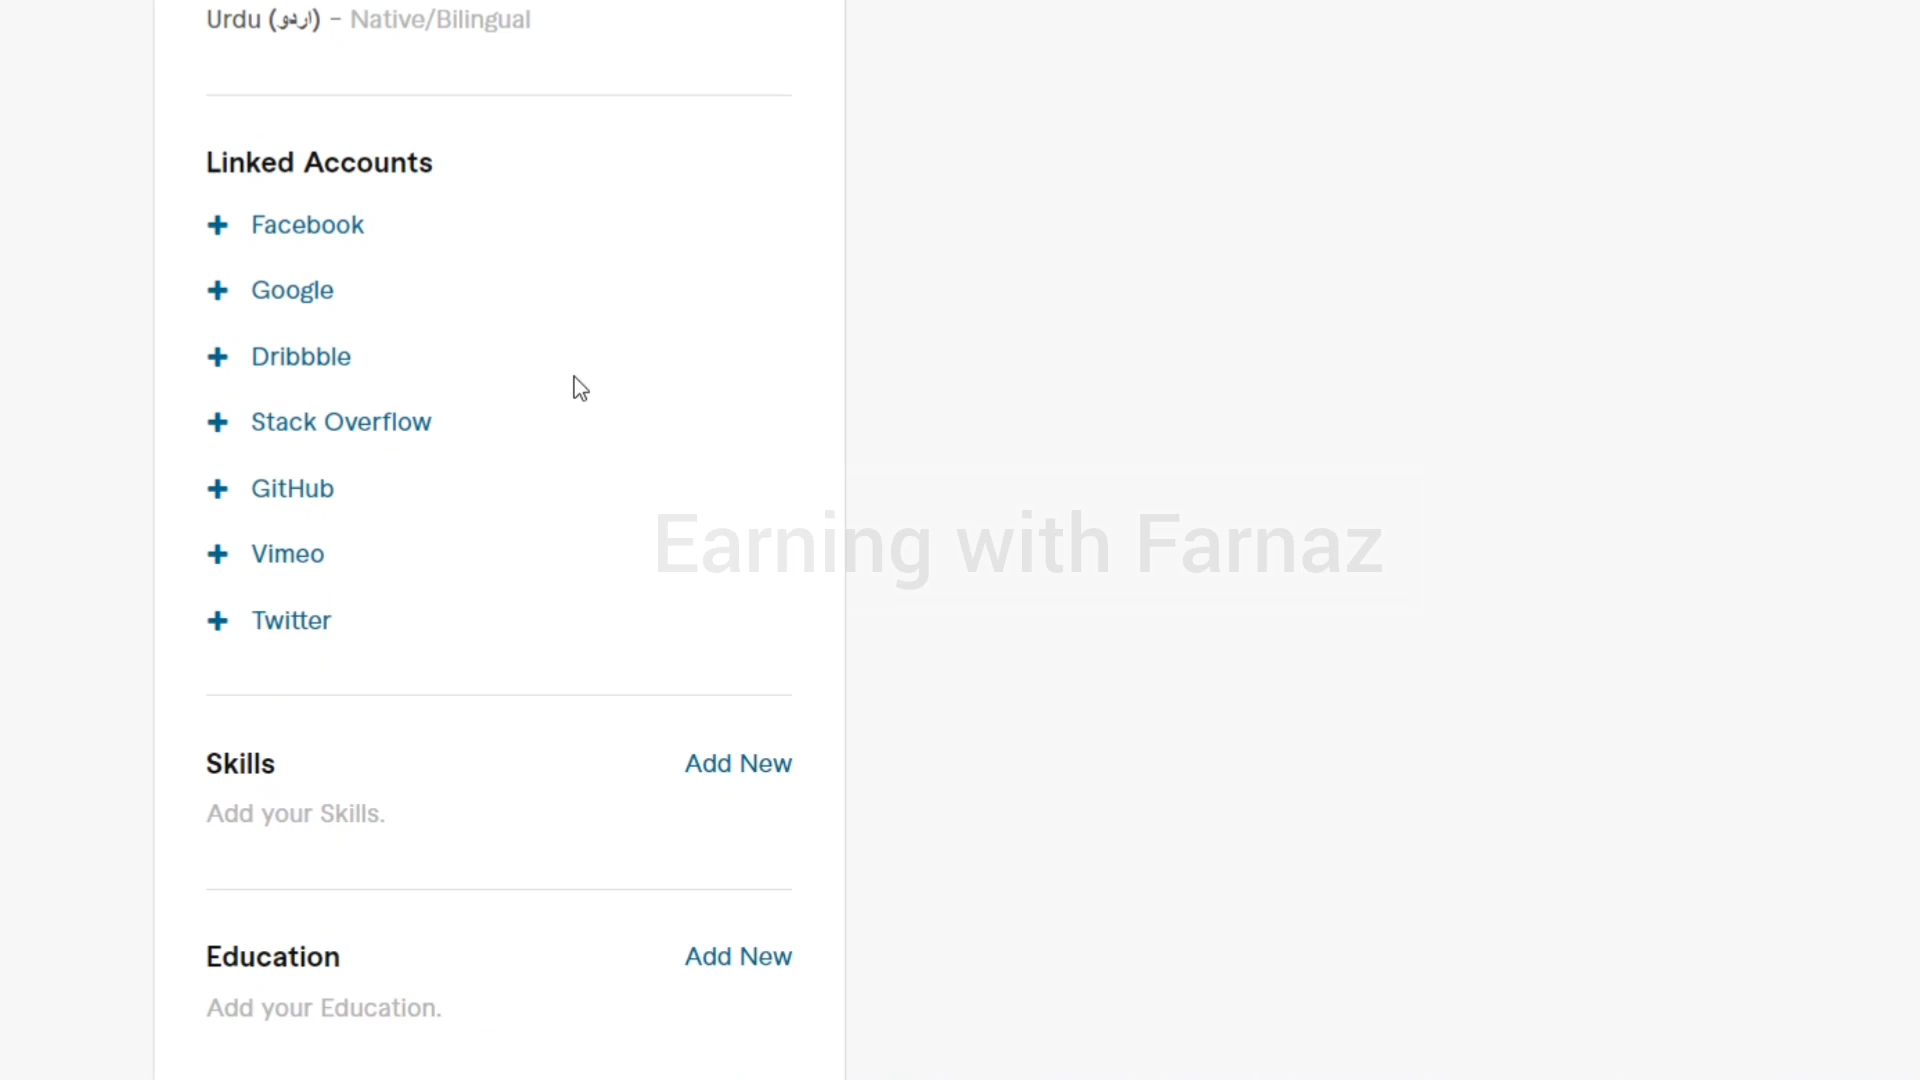 Urdu (اردو) – Native/Bilingual
Linked Accounts
+ Facebook
+ Google
+ Dribbble
+ Stack Overflow
+ GitHub
+ Vimeo
+ Twitter
Earning with Farnaz
Skills Add New
Add your Skills.
Education Add New
Add your Education.